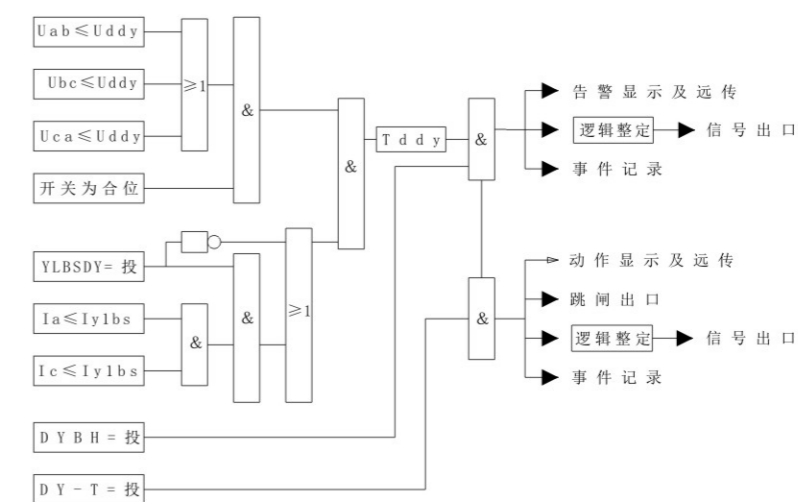 Uab≤Uddy
Ubc≤Uddy
Uca≤Uddy
开关为合位
≥1
&
YLBSDY=投
Ia≤Iylbs
Ic≤Iylbs
&
&
≥1
&
Tddy
&
告警显示及远传
逻辑整定 信号出口
事件记录
&
动作显示及远传
跳闸出口
逻辑整定 信号出口
事件记录
DYBH=投
DY-T=投